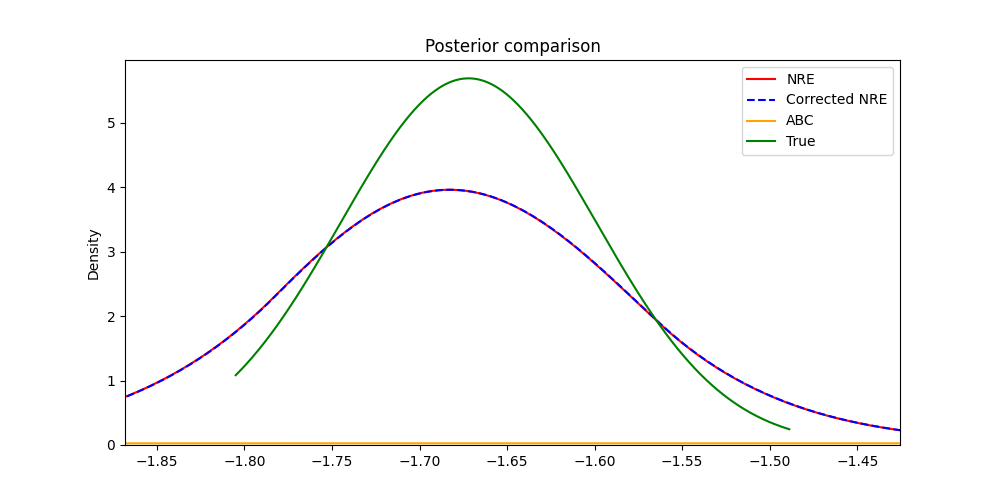 Posterior comparison
NRE
Corrected NRE
ABC
True
Density
5
4
3
2
1
0
−1.85 −1.80 −1.75 −1.70 −1.65 −1.60 −1.55 −1.50 −1.45